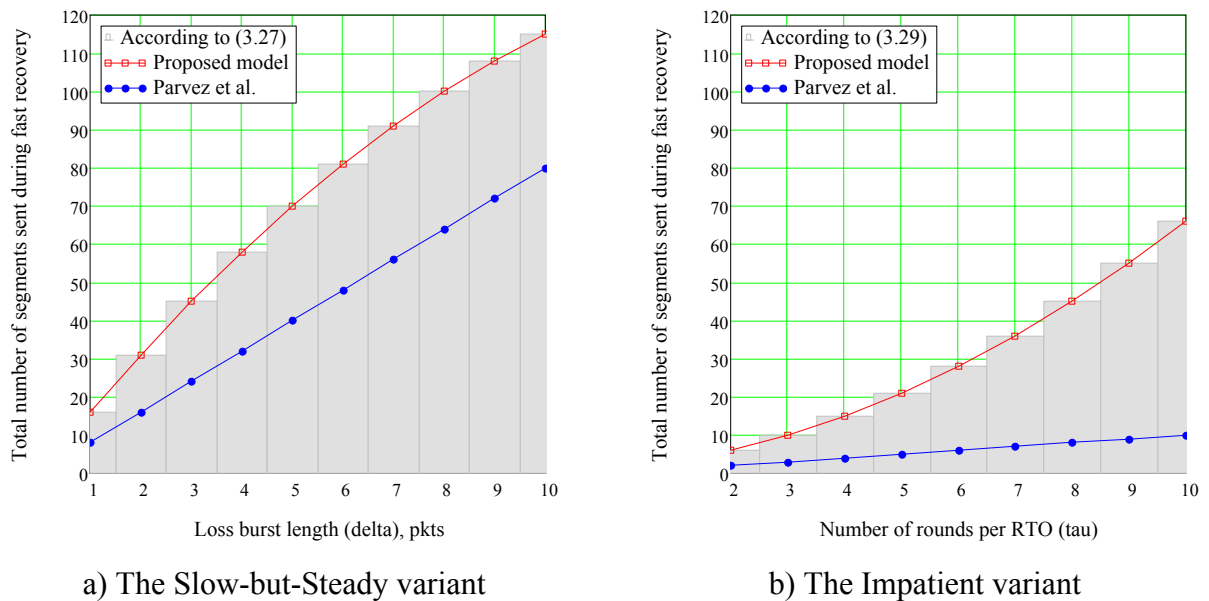 Total number of segments sent during fast recovery
120
110
100
90
80
70
60
50
40
30
20
10
0
According to (3.27)
Proposed model
Parvez et al.
1 2 3 4 5 6 7 8 9 10
Loss burst length (delta), pkts
a) The Slow-but-Steady variant
Total number of segments sent during fast recovery
120
110
100
90
80
70
60
50
40
30
20
10
0
According to (3.29)
Proposed model
Parvez et al.
2 3 4 5 6 7 8 9 10
Number of rounds per RTO (tau)
b) The Impatient variant